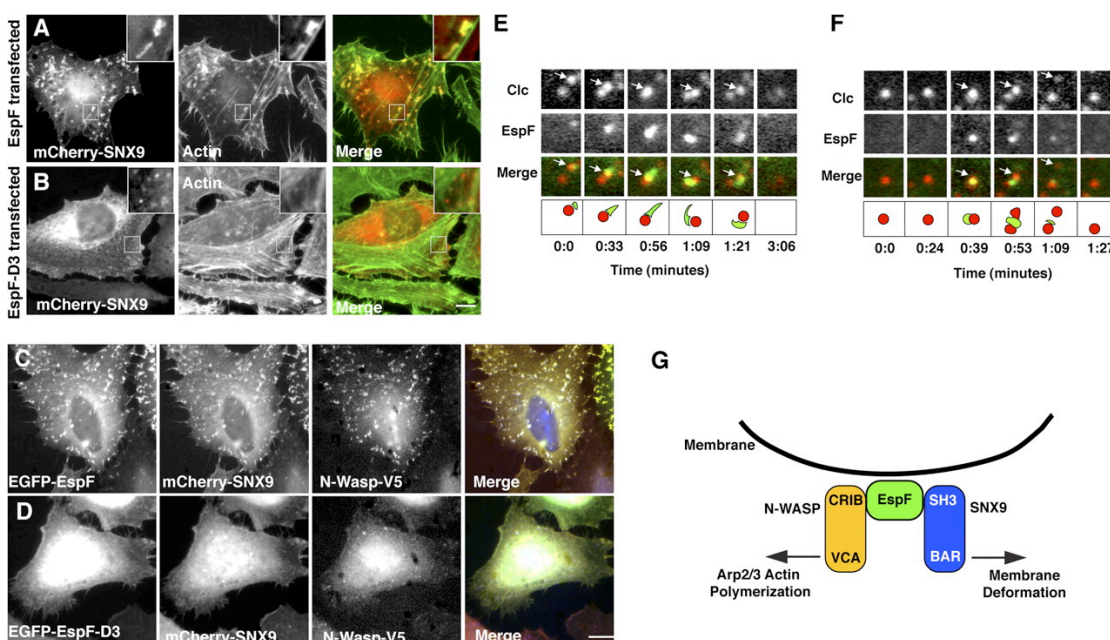 A
EspF transfected
mCherry-SNX9
Actin
Merge
B
EspF-D3 transfected
mCherry-SNX9
Actin
Merge
C
EGFP-EspF
mCherry-SNX9
N-Wasp-V5
Merge
D
EGFP-EspF-D3
mCherry-SNX9
N-Wasp-V5
Merge
E
Clc
EspF
Merge
0:0 0:33 0:56 1:09 1:21 3:06
Time (minutes)
F
Clc
EspF
Merge
0:0 0:24 0:39 0:53 1:09 1:27
Time (minutes)
G
Membrane
N-WASP CRIB EspF SH3 SNX9
VCA BAR
Arp2/3 Actin
Polymerization
Membrane
Deformation